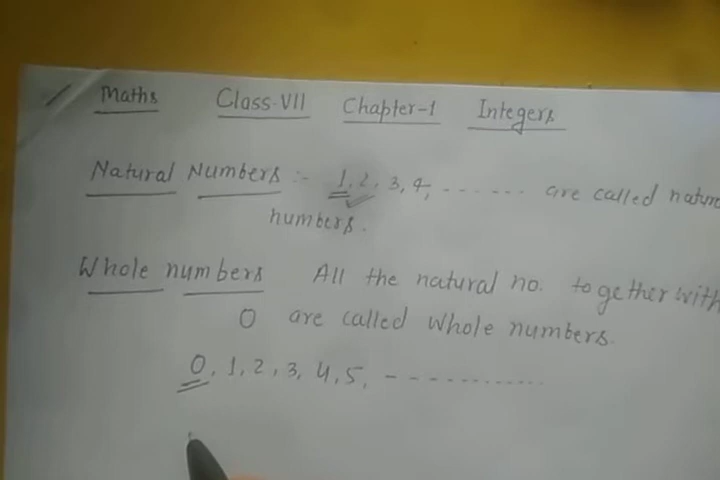 Maths Class-VII Chapter-1 Integers
Natural Numbers :- 1, 2, 3, 4, ....... are called natur
numbers.
Whole numbers All the natural no. together with
0 are called Whole numbers.
0, 1, 2, 3, 4, 5, - - - - - - - - ......